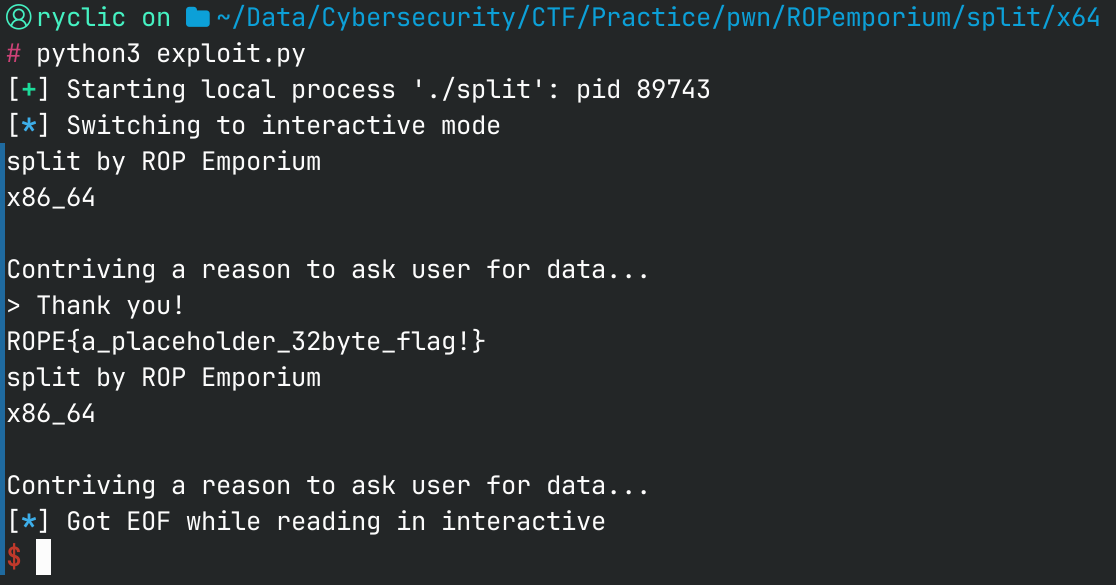 ryclic on ~/Data/Cybersecurity/CTF/Practice/pwn/ROPemporium/split/x64
# python3 exploit.py
[+] Starting local process './split': pid 89743
[*] Switching to interactive mode
split by ROP Emporium
x86_64
Contriving a reason to ask user for data...
> Thank you!
ROPE{a_placeholder_32byte_flag!}
split by ROP Emporium
x86_64
Contriving a reason to ask user for data...
[*] Got EOF while reading in interactive
$